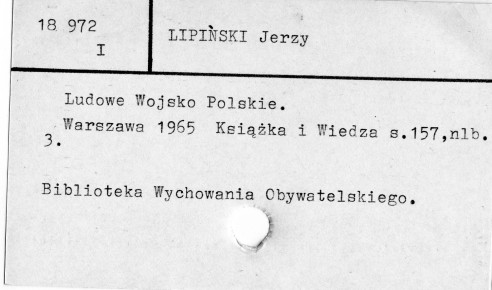 18 972
I
LIPIŃSKI Jerzy
Ludowe Wojsko Polskie.
Warszawa 1965 Książka i Wiedza s.157,nlb.
3.
Biblioteka Wychowania Obywatelskiego.